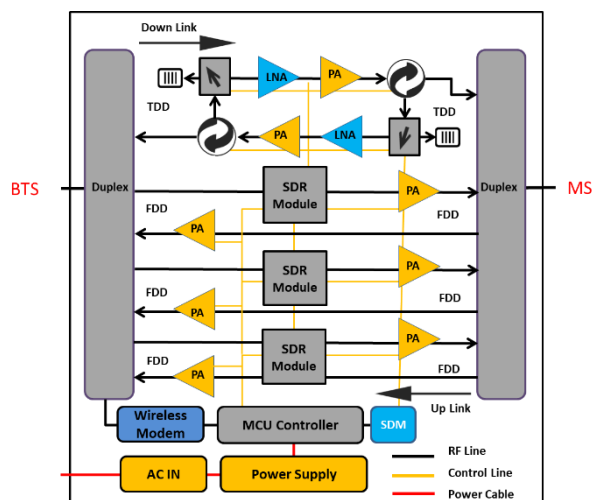 Down Link
LNA
PA
TDD
TDD
PA
LNA
BTS
Duplex
SDR
Module
PA
Duplex
MS
FDD
PA
FDD
SDR
Module
PA
FDD
PA
FDD
SDR
Module
PA
FDD
PA
FDD
Up Link
Wireless
Modem
MCU Controller
SDM
RF Line
AC IN
Power Supply
Control Line
Power Cable